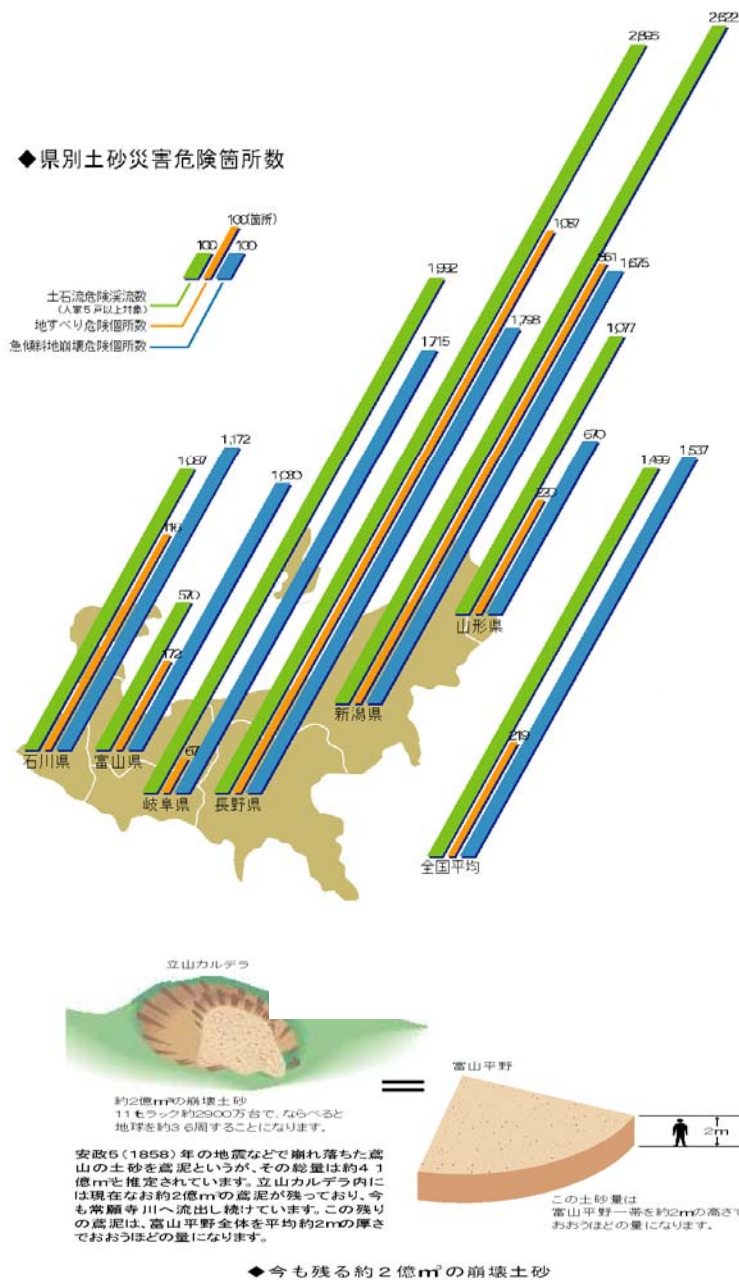 ◆県別土砂災害危険箇所数
100(箇所)
100
100
土石流危険渓流数
(人家5戸以上対象)
地すべり危険個所数
急傾斜地崩壊危険個所数
2,622
2,895
1,087
861
1,675
1,992
1,798
1,077
1,715
670
1,172
1,087
1,499
1,537
1,030
230
116
570
172
219
67
山形県
新潟県
石川県
富山県
岐阜県
長野県
全国平均
立山カルデラ
富山平野
約2億m³の崩壊土砂
11tトラック約2900万台で、ならべると
地球を約3.6周することになります。
2m
安政5(1858)年の地震などで崩れ落ちた鳶
山の土砂を鳶泥というが、その総量は約4.1
億m³と推定されています。立山カルデラ内に
は現在なお約2億m³の鳶泥が残っており、今
も常願寺川へ流出し続けています。この残り
の鳶泥は、富山平野全体を平均約2mの厚さ
でおおうほどの量になります。
この土砂量は
富山平野一帯を約2mの高さで
おおうほどの量になります。
◆今も残る約2億m³の崩壊土砂